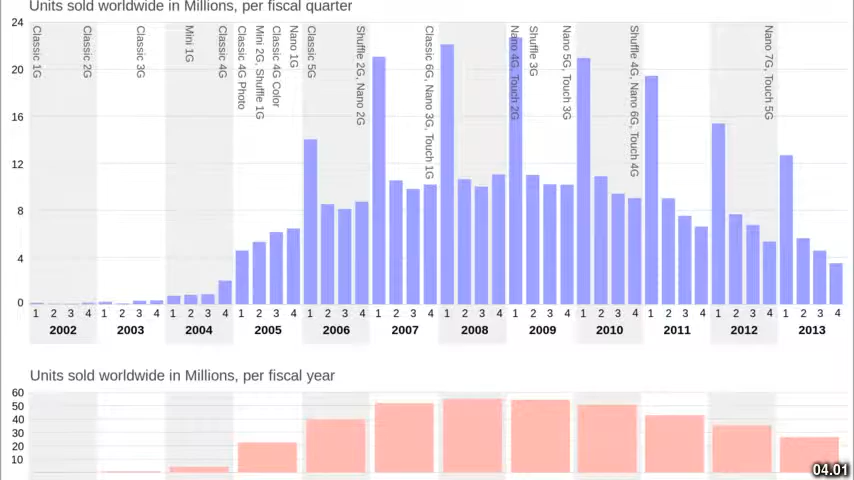 Units sold worldwide in Millions, per fiscal quarter
24
20
16
12
8
4
0
Classic 1G
Classic 2G
Classic 3G
Mini 1G
Classic 4G
Classic 4G Photo
Mini 2G, Shuffle 1G
Classic 4G Color
Nano 1G
Classic 5G
Shuffle 2G, Nano 2G
Classic 6G, Nano 3G, Touch 1G
Nano 4G, Touch 2G
Shuffle 3G
Nano 5G, Touch 3G
Shuffle 4G, Nano 6G, Touch 4G
Nano 7G, Touch 5G
1 2 3 4 1 2 3 4 1 2 3 4 1 2 3 4 1 2 3 4 1 2 3 4 1 2 3 4 1 2 3 4 1 2 3 4 1 2 3 4 1 2 3 4 1 2 3 4
2002 2003 2004 2005 2006 2007 2008 2009 2010 2011 2012 2013
Units sold worldwide in Millions, per fiscal year
60
50
40
30
20
10
04.01